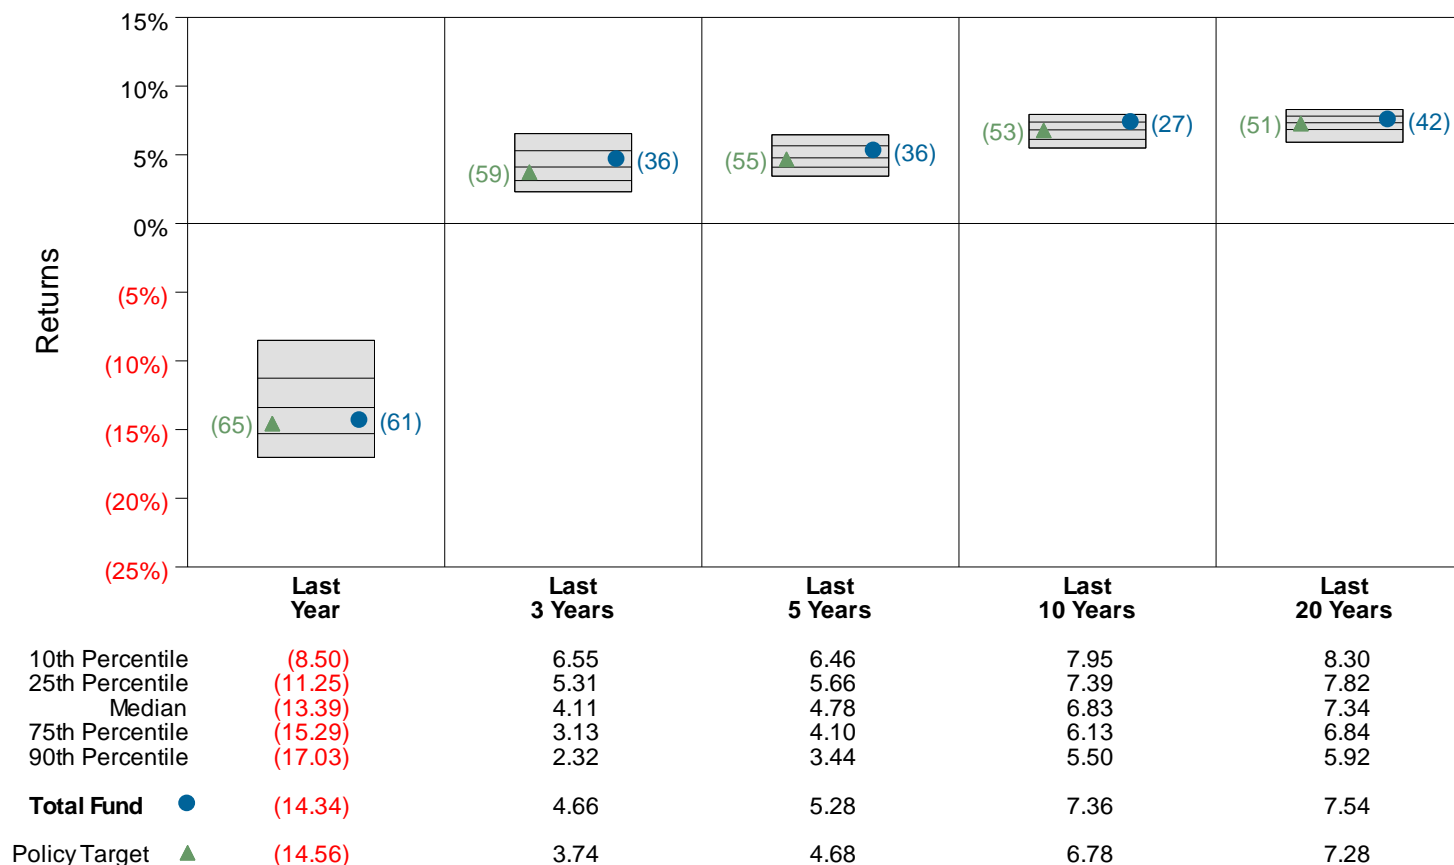 15%
10%
5%
0%
(5%)
(10%)
(15%)
(20%)
(25%)
Returns
(65) (61)
(59) (36)
(55) (36)
(53) (27)
(51) (42)
Last Year
Last 3 Years
Last 5 Years
Last 10 Years
Last 20 Years
10th Percentile (8.50) 6.55 6.46 7.95 8.30
25th Percentile (11.25) 5.31 5.66 7.39 7.82
Median (13.39) 4.11 4.78 6.83 7.34
75th Percentile (15.29) 3.13 4.10 6.13 6.84
90th Percentile (17.03) 2.32 3.44 5.50 5.92
Total Fund (14.34) 4.66 5.28 7.36 7.54
Policy Target (14.56) 3.74 4.68 6.78 7.28